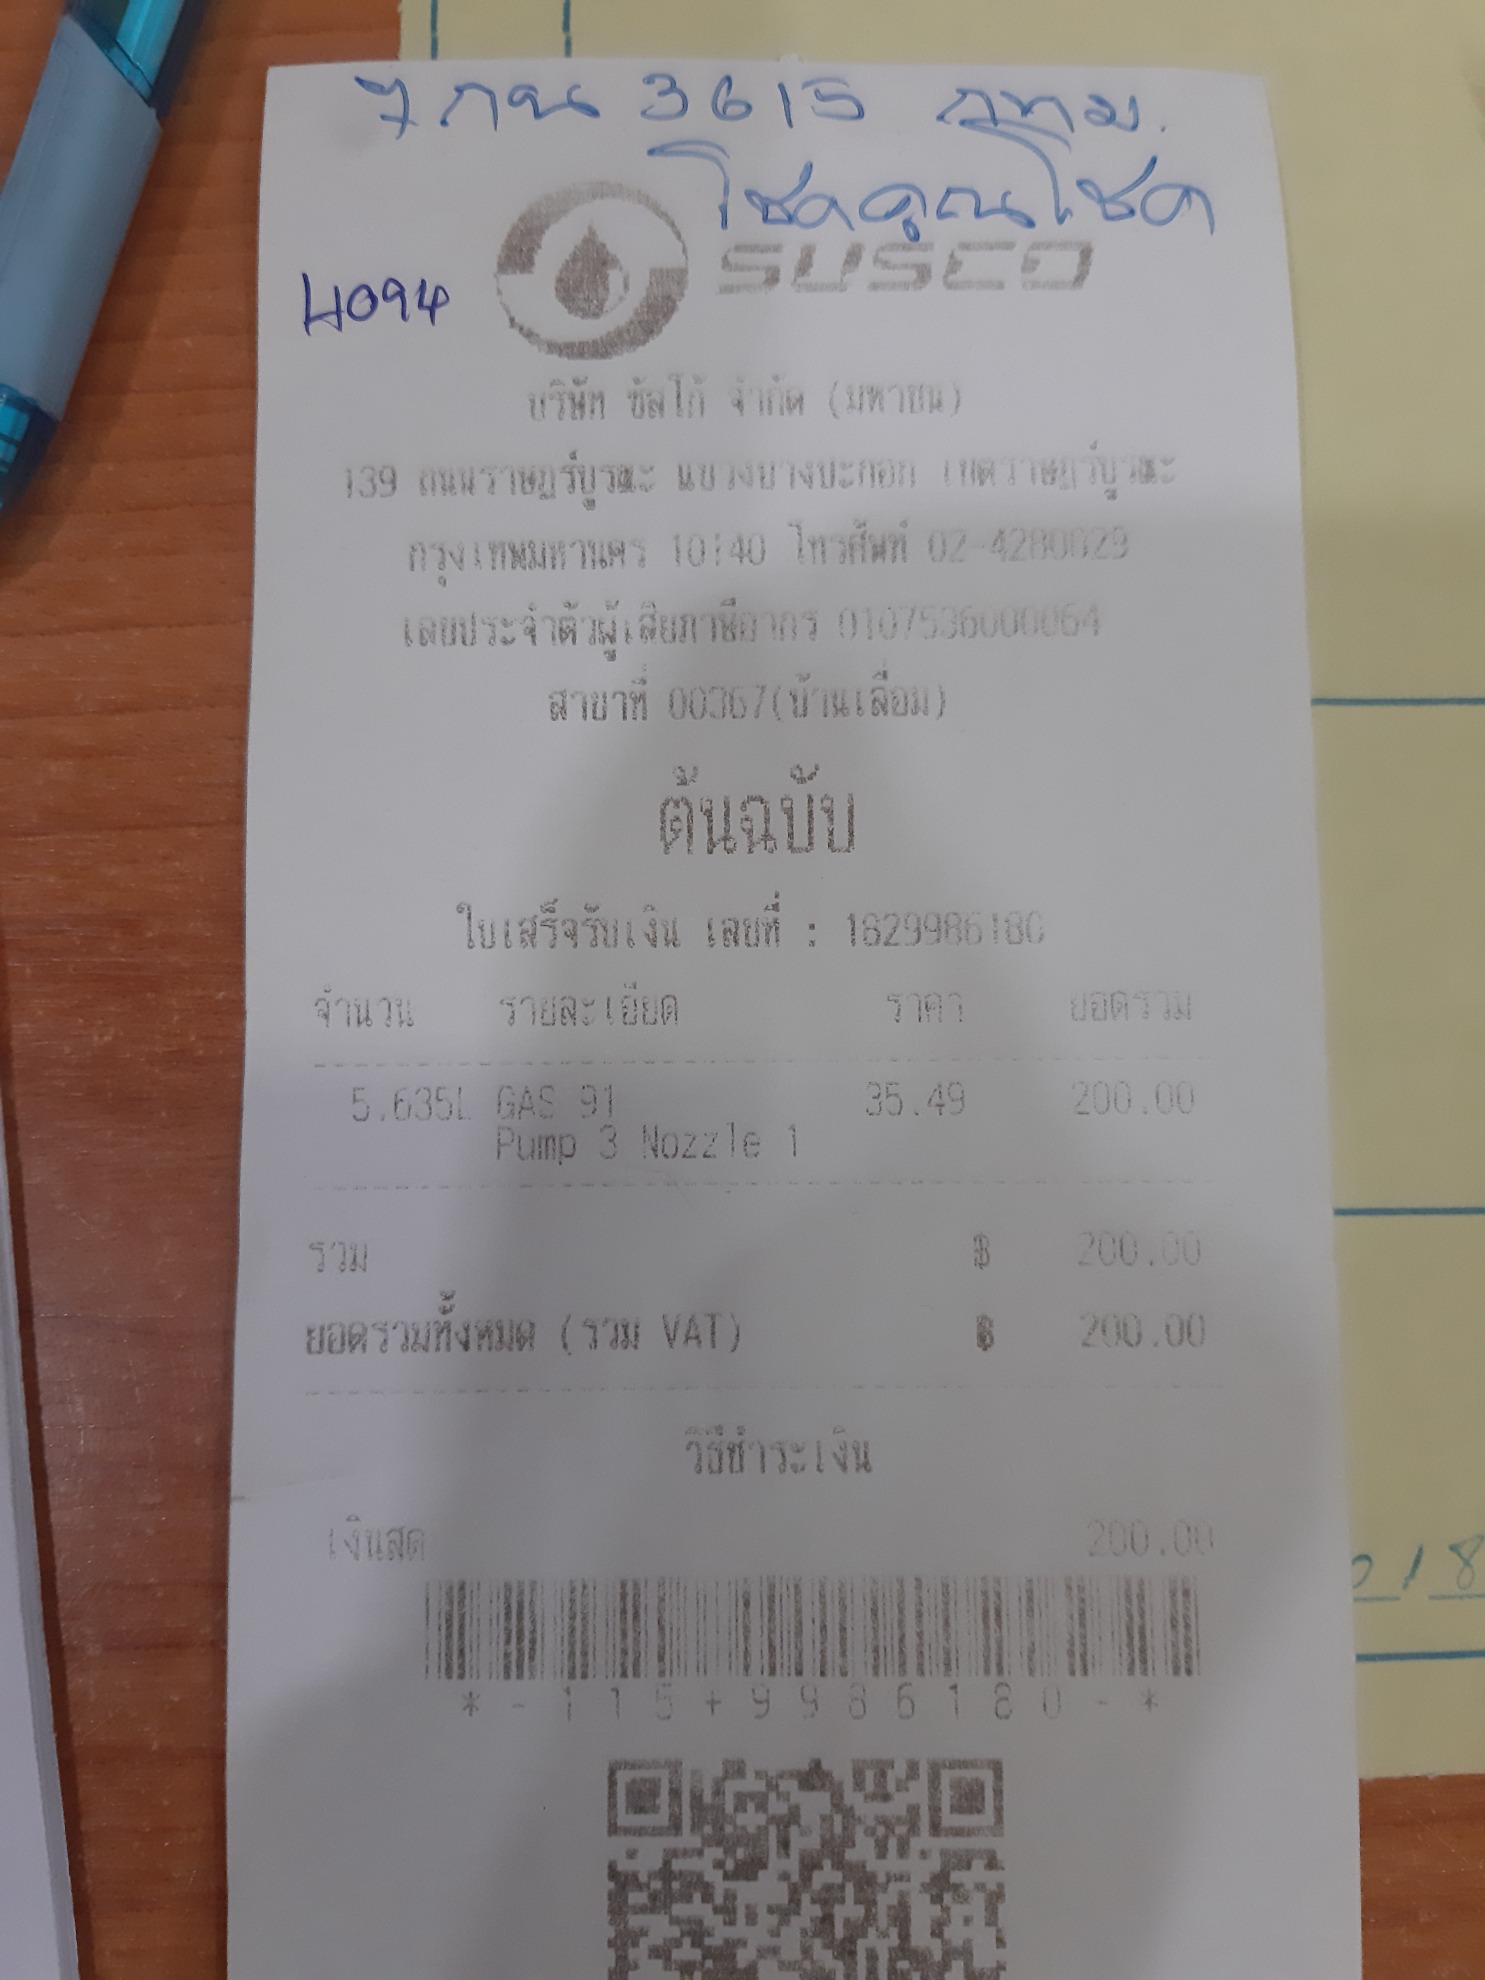 7กน 3615 กทม.
โชคคูณโชค
SUSCO
4094
บริษัท ซัสโก้ จำกัด (มหาชน)
139 ถนนราษฎร์บูรณะ แขวงบางปะกอก เขตราษฎร์บูรณะ
กรุงเทพมหานคร 10140 โทรศัพท์ 02-4280029
เลขประจำตัวผู้เสียภาษีอากร 0107536000064
สาขาที่ 00367(บ้านเลื่อม)
ต้นฉบับ
ใบเสร็จรับเงิน เลขที่ : 1629986180
จำนวน รายละเอียด ราคา ยอดรวม
5.635L GAS 91 35.49 200.00
Pump 3 Nozzle 1
รวม ฿ 200.00
ยอดรวมทั้งหมด (รวม VAT) ฿ 200.00
วิธีชำระเงิน
เงินสด 200.00
*-115+9986180-*
18